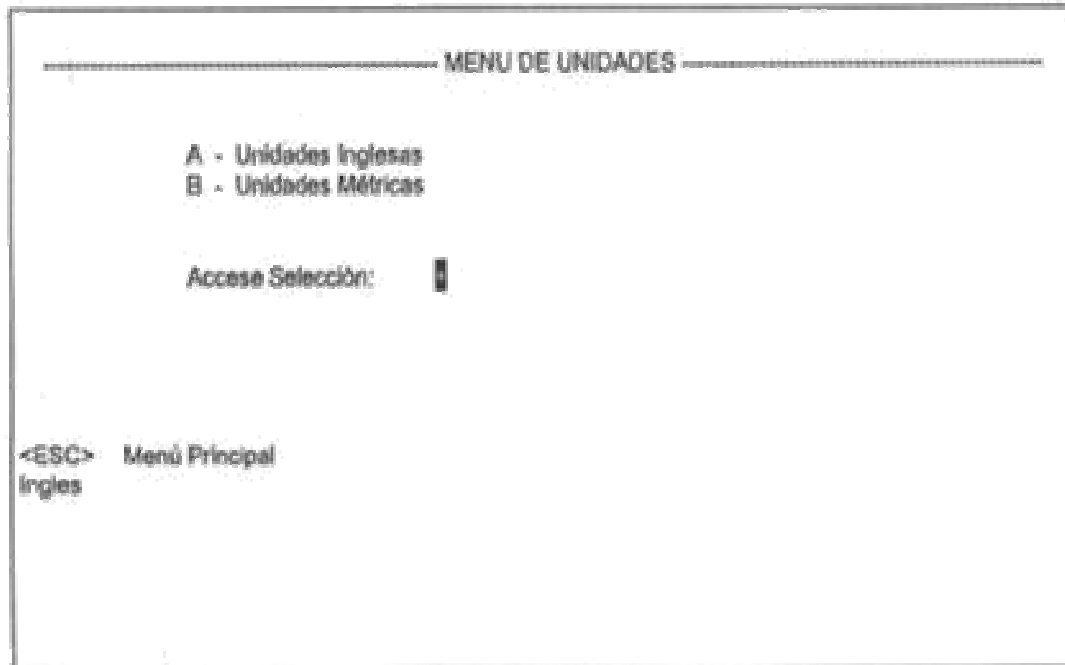 MENU DE UNIDADES
A - Unidades Inglesas
B - Unidades Métricas
Accese Selección:
<ESC> Menú Principal
Ingles